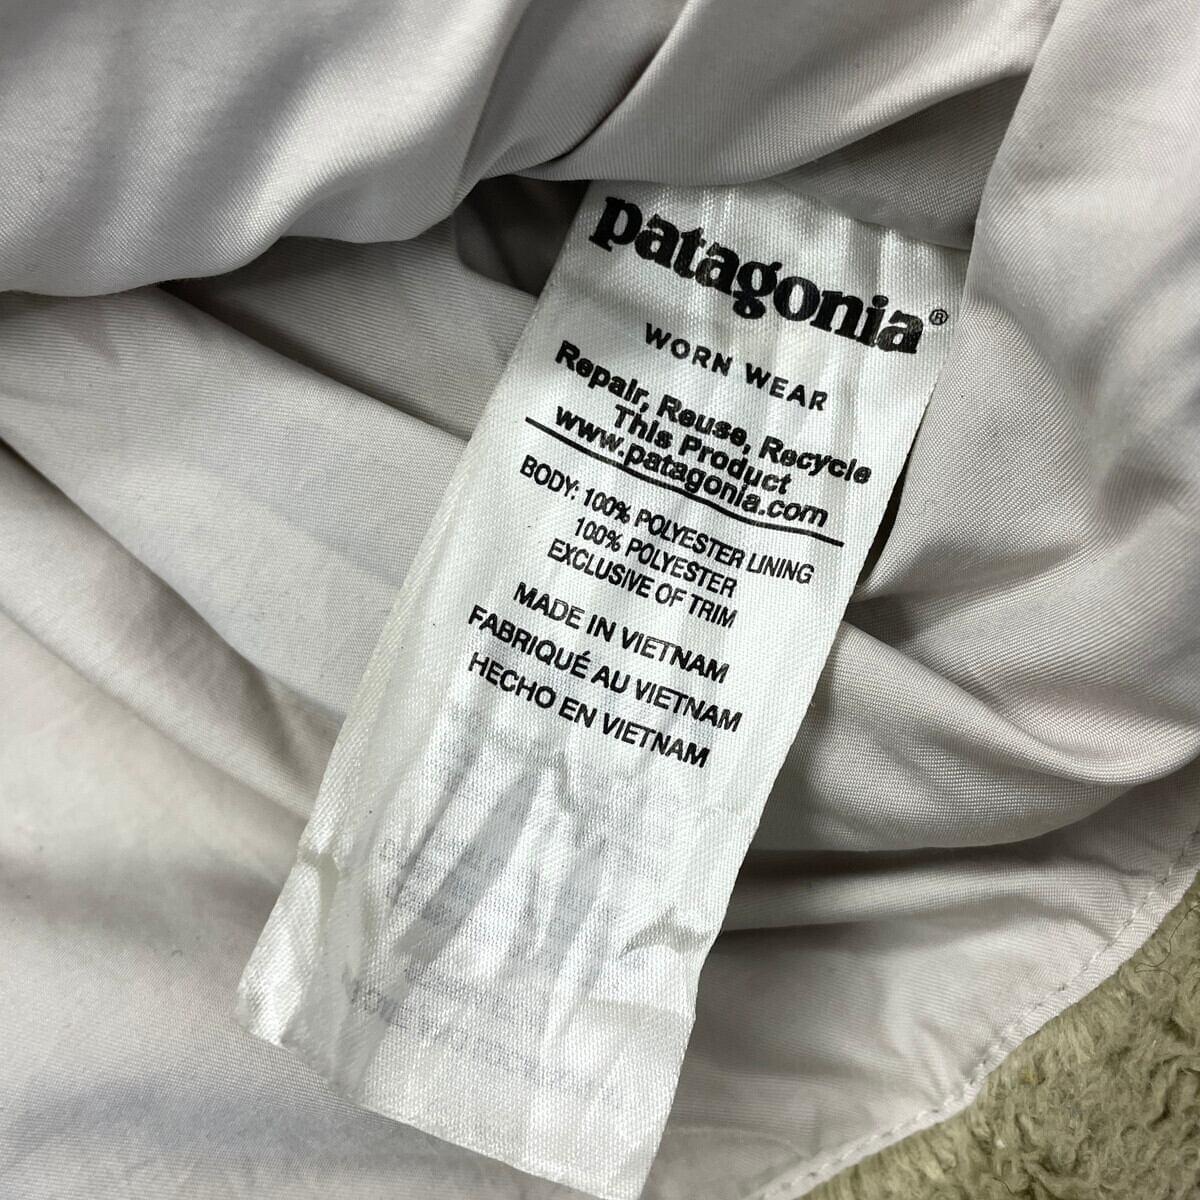 patagonia®
WORN WEAR
Repair, Reuse, Recycle
This Product
www.patagonia.com
BODY: 100% POLYESTER LINING
100% POLYESTER
EXCLUSIVE OF TRIM
MADE IN VIETNAM
FABRIQUÉ AU VIETNAM
HECHO EN VIETNAM